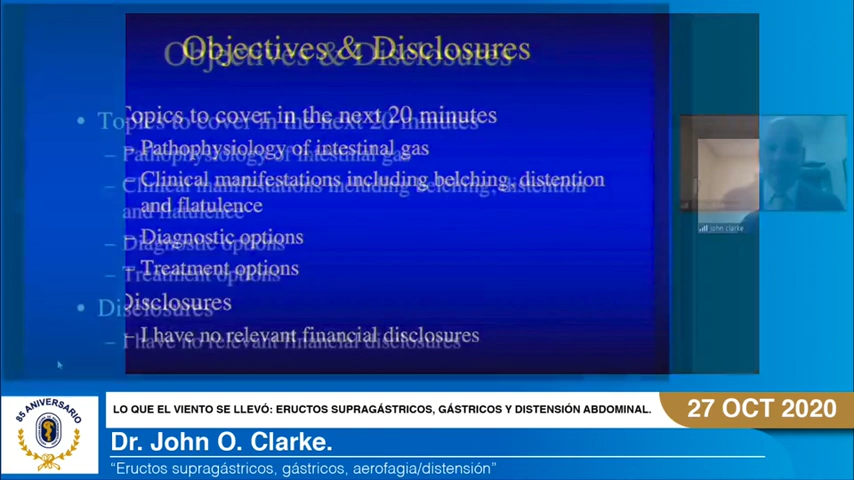 Objectives & Disclosures
Topics to cover in the next 20 minutes
– Pathophysiology of intestinal gas
– Clinical manifestations including belching, distention
and flatulence
– Diagnostic options
– Treatment options
Disclosures
– I have no relevant financial disclosures
john clarke
85 ANIVERSARIO
LO QUE EL VIENTO SE LLEVÓ: ERUCTOS SUPRAGÁSTRICOS, GÁSTRICOS Y DISTENSIÓN ABDOMINAL.
27 OCT 2020
Dr. John O. Clarke.
“Eructos supragástricos, gástricos, aerofagia/distensión”